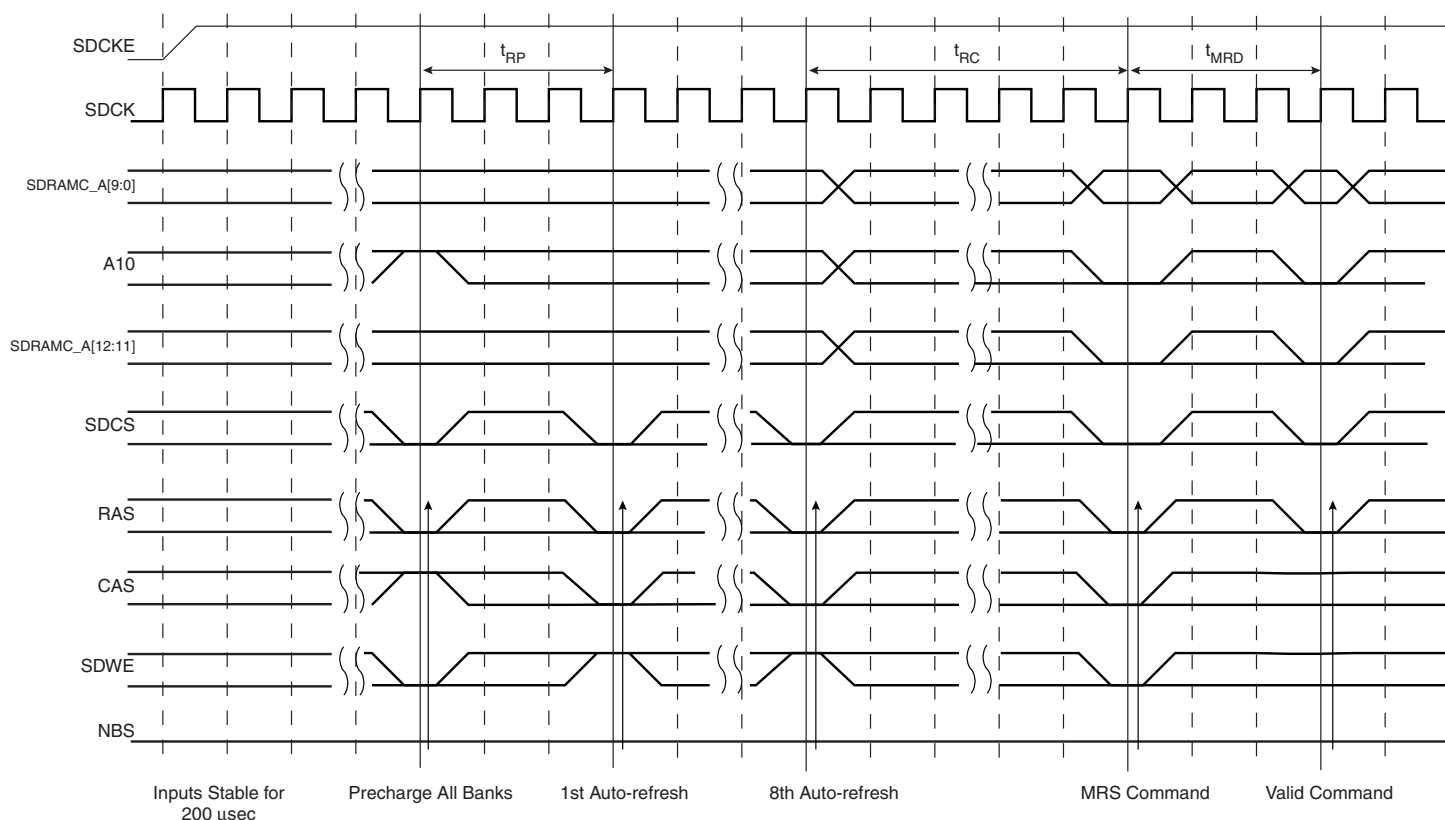 SDCKE
t_RP
t_RC
t_MRD
SDCK
SDRAMC_A[9:0]
A10
SDRAMC_A[12:11]
SDCS
RAS
CAS
SDWE
NBS
Inputs Stable for
200 μsec
Precharge All Banks
1st Auto-refresh
8th Auto-refresh
MRS Command
Valid Command